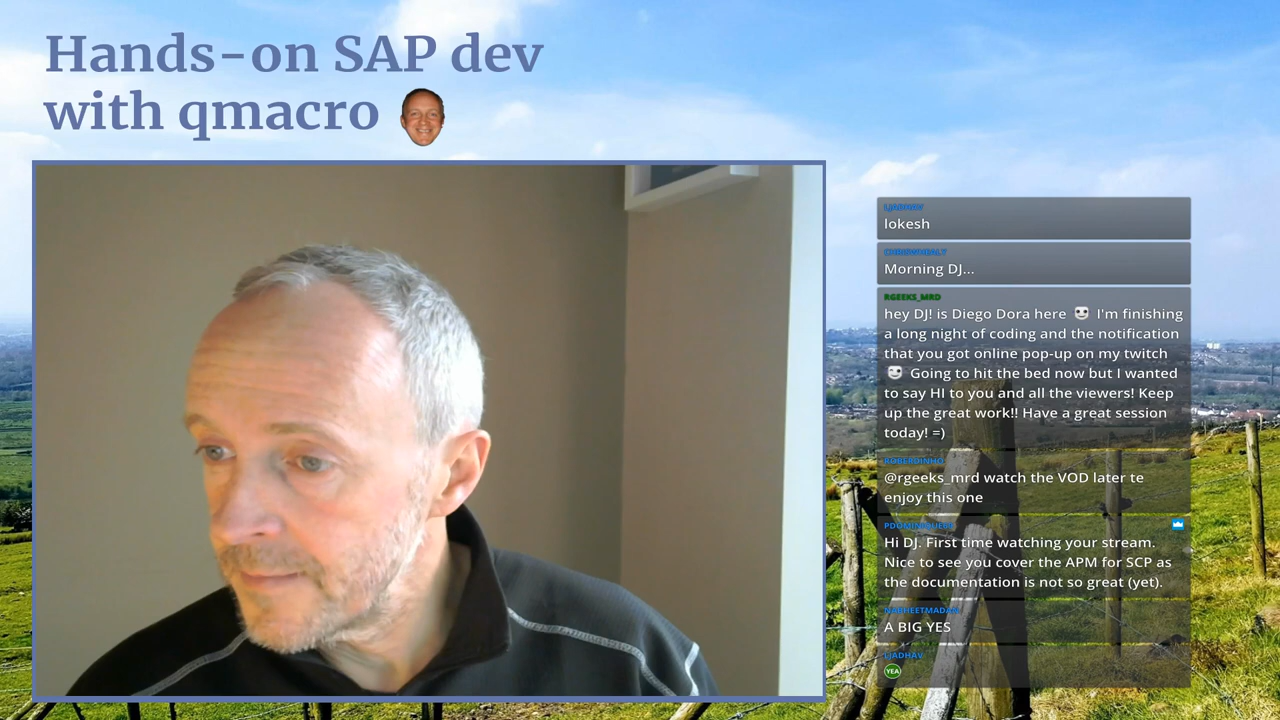 Hands-on SAP dev
with qmacro
LJADHAV
lokesh
CHRISWHEALY
Morning DJ...
RGEEKS_MRD
hey DJ! is Diego Dora here I'm finishing
a long night of coding and the notification
that you got online pop-up on my twitch
Going to hit the bed now but I wanted
to say HI to you and all the viewers! Keep
up the great work!! Have a great session
today! =)
@rgeeks_mrd watch the VOD later te
enjoy this one
Hi DJ. First time watching your stream.
Nice to see you cover the APM for SCP as
the documentation is not so great (yet).
A BIG YES
LJADHAV
YEA